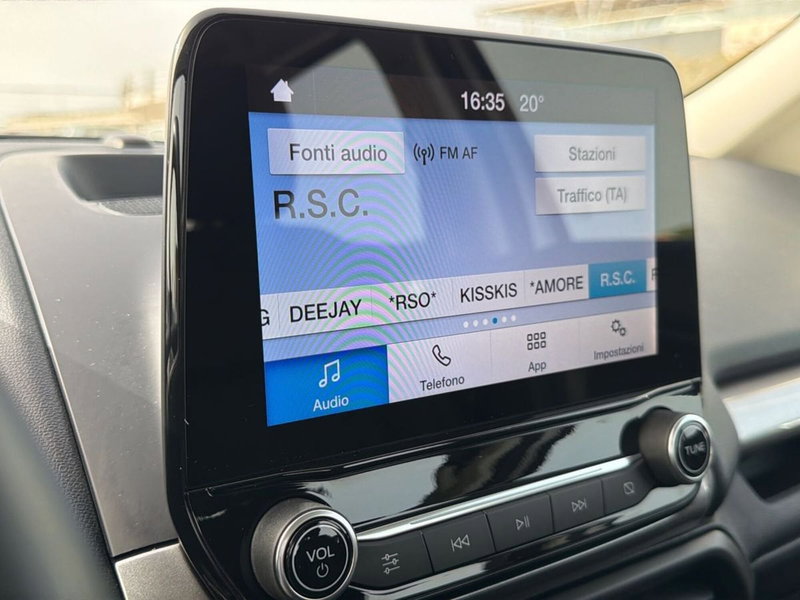 16:35 20°
Fonti audio FM AF Stazioni
R.S.C. Traffico (TA)
G DEEJAY *RSO* KISSKIS *AMORE R.S.C.
Audio Telefono App Impostazioni
VOL TUNE